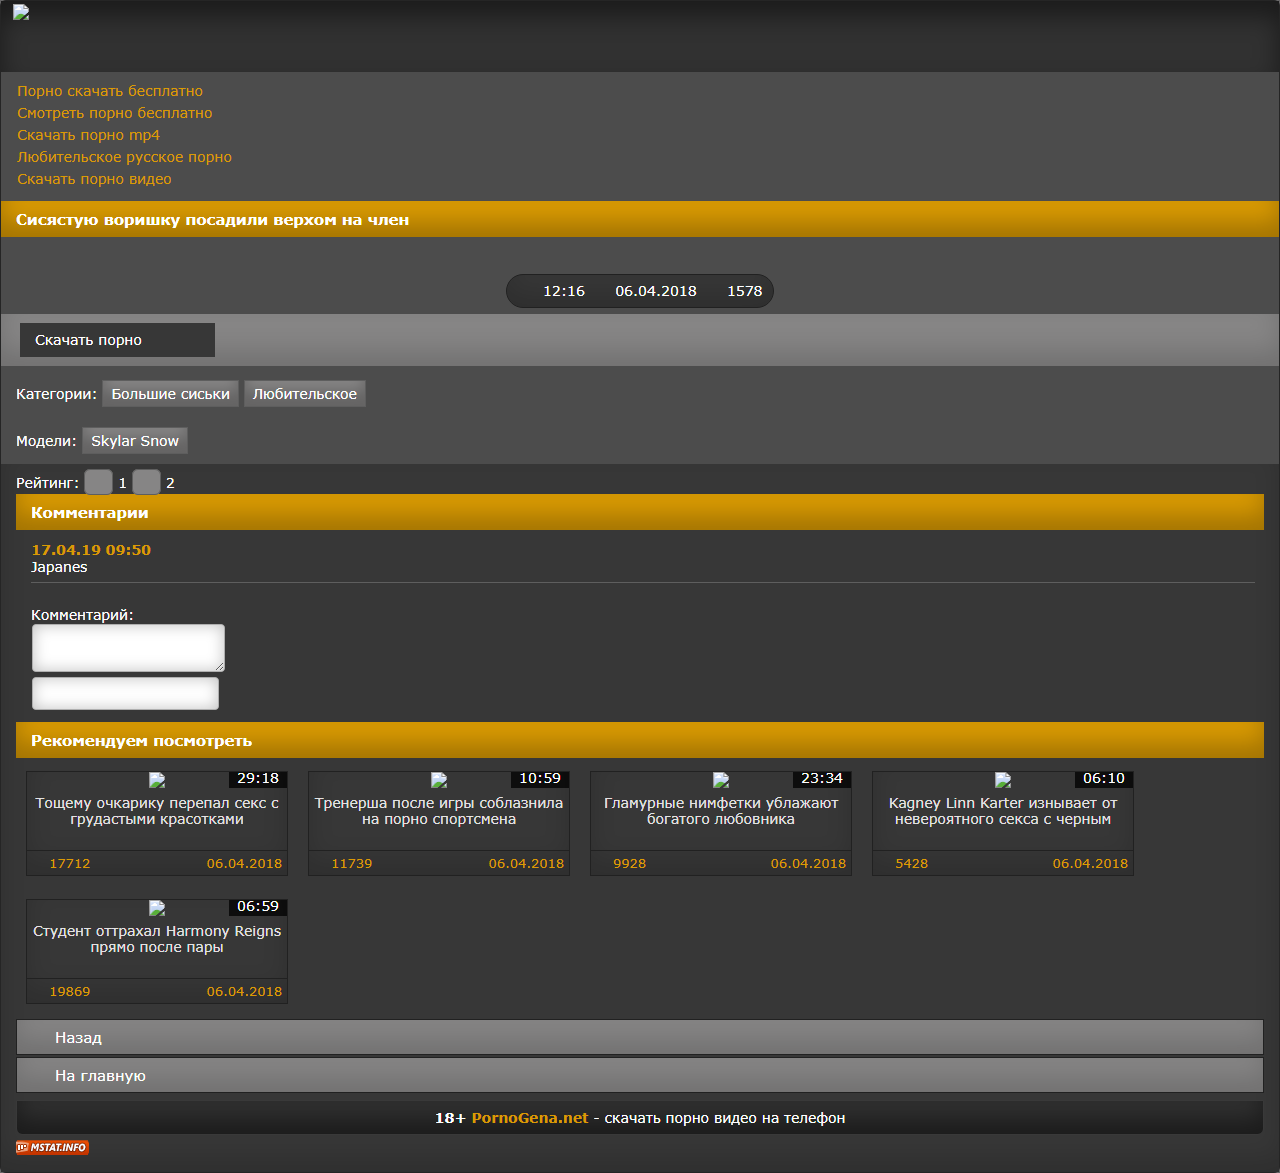 Порно скачать бесплатно
Смотреть порно бесплатно
Скачать порно mp4
Любительское русское порно
Скачать порно видео
Сисястую воришку посадили верхом на член
12:16 06.04.2018 1578
Скачать порно
Категории: Большие сиськи Любительское
Модели: Skylar Snow
Рейтинг: 1 2
Комментарии
17.04.19 09:50
Japanes
Комментарий:
Рекомендуем посмотреть
29:18
Тощему очкарику перепал секс с
грудастыми красотками
17712 06.04.2018
10:59
Тренерша после игры соблазнила
на порно спортсмена
11739 06.04.2018
23:34
Гламурные нимфетки ублажают
богатого любовника
9928 06.04.2018
06:10
Kagney Linn Karter изнывает от
невероятного секса с черным
5428 06.04.2018
06:59
Студент оттрахал Harmony Reigns
прямо после пары
19869 06.04.2018
Назад
На главную
18+ PornoGena.net - скачать порно видео на телефон
MSTAT.INFO